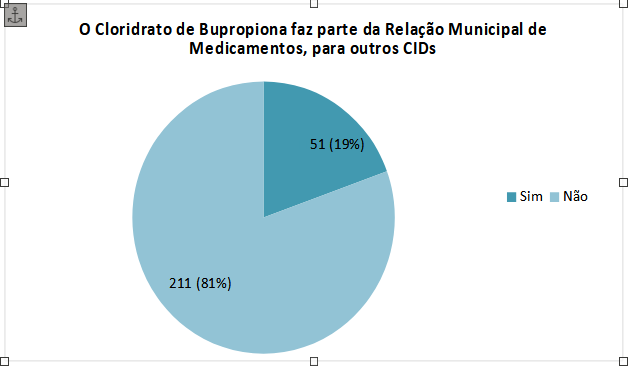 O Cloridrato de Bupropiona faz parte da Relação Municipal de
Medicamentos, para outros CIDs
51 (19%)
Sim Não
211 (81%)